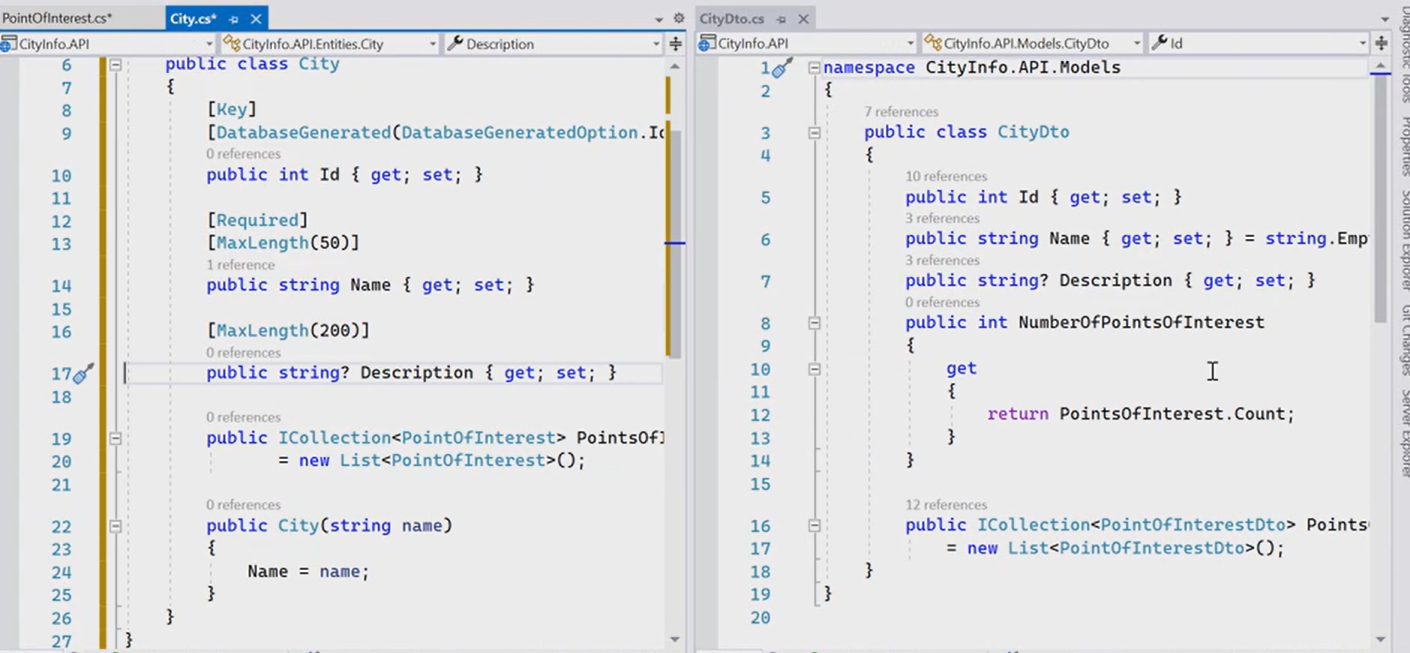 PointOfInterest.cs*
City.cs*
CityInfo.API
CityInfo.API.Entities.City
Description
6 public class City
7 {
8 [Key]
9 [DatabaseGenerated(DatabaseGeneratedOption.Id
0 references
10 public int Id { get; set; }
11
12 [Required]
13 [MaxLength(50)]
1 reference
14 public string Name { get; set; }
15
16 [MaxLength(200)]
0 references
17 public string? Description { get; set; }
18
0 references
19 public ICollection<PointOfInterest> PointsOfI
20 = new List<PointOfInterest>();
21
0 references
22 public City(string name)
23 {
24 Name = name;
25 }
26 }
27 }
CityDto.cs
CityInfo.API
CityInfo.API.Models.CityDto
Id
1 namespace CityInfo.API.Models
2 {
7 references
3 public class CityDto
4 {
10 references
5 public int Id { get; set; }
3 references
6 public string Name { get; set; } = string.Emp
3 references
7 public string? Description { get; set; }
0 references
8 public int NumberOfPointsOfInterest
9 {
10 get
11 {
12 return PointsOfInterest.Count;
13 }
14 }
15
12 references
16 public ICollection<PointOfInterestDto> Points
17 = new List<PointOfInterestDto>();
18 }
19 }
20
Diagnostic Tools
Properties
Solution Explorer
Git Changes
Server Explorer